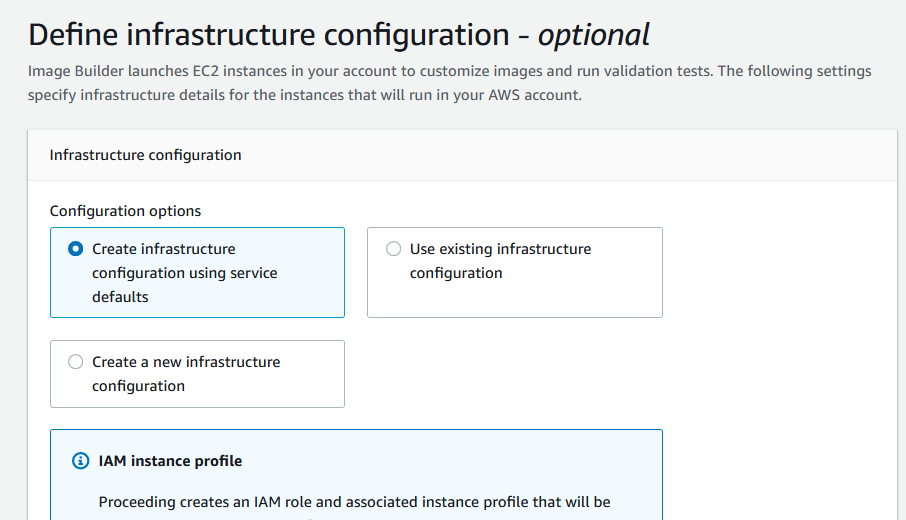 Define infrastructure configuration - optional
Image Builder launches EC2 instances in your account to customize images and run validation tests. The following settings
specify infrastructure details for the instances that will run in your AWS account.
Infrastructure configuration
Configuration options
Create infrastructure
configuration using service
defaults
Use existing infrastructure
configuration
Create a new infrastructure
configuration
IAM instance profile
Proceeding creates an IAM role and associated instance profile that will be